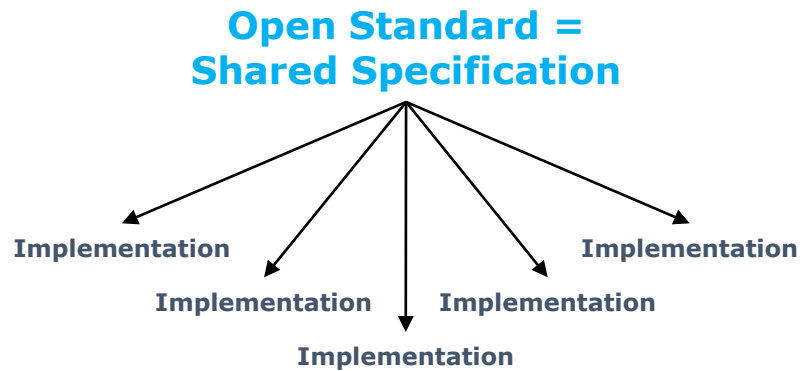 Open Standard =
Shared Specification
Implementation
Implementation
Implementation
Implementation
Implementation